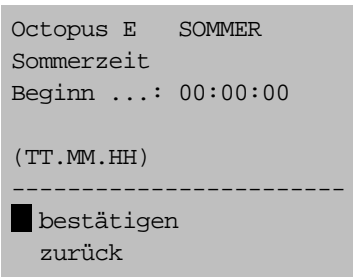 Octopus E   SOMMER
Sommerzeit
Beginn ...: 00:00:00
(TT.MM.HH)
------------------------
bestätigen
zurück